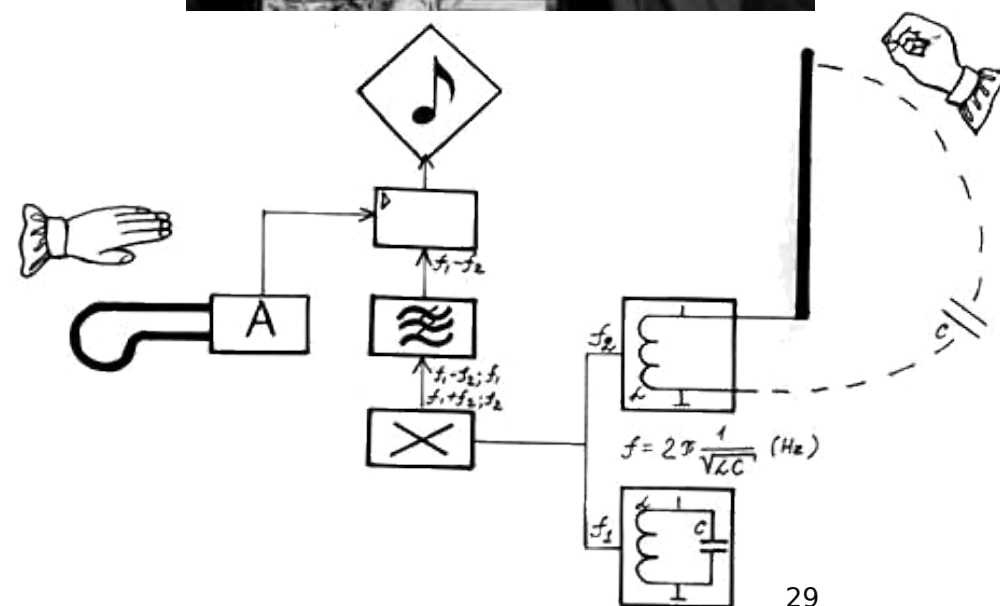 f₁-f₂
A
f₁-f₂; f₁
f₁+f₂; f₂
f₂
L
C
f = 2π 1/√LC (Hz)
f₁
L
C
29